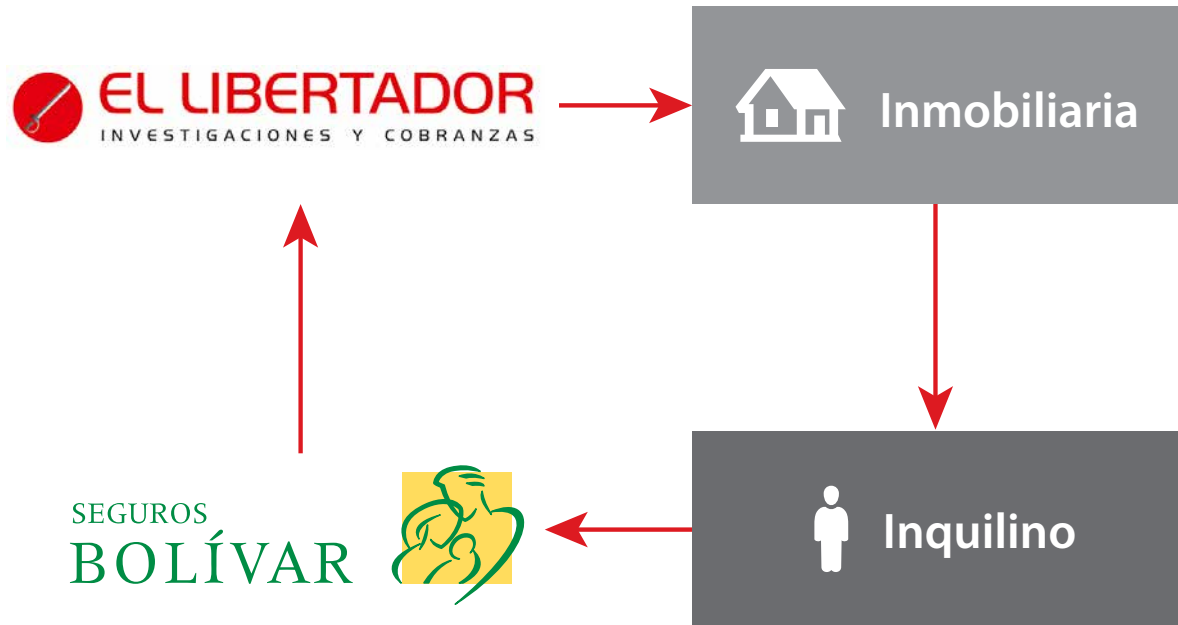 EL LIBERTADOR
INVESTIGACIONES Y COBRANZAS
Inmobiliaria
SEGUROS
BOLÍVAR
Inquilino